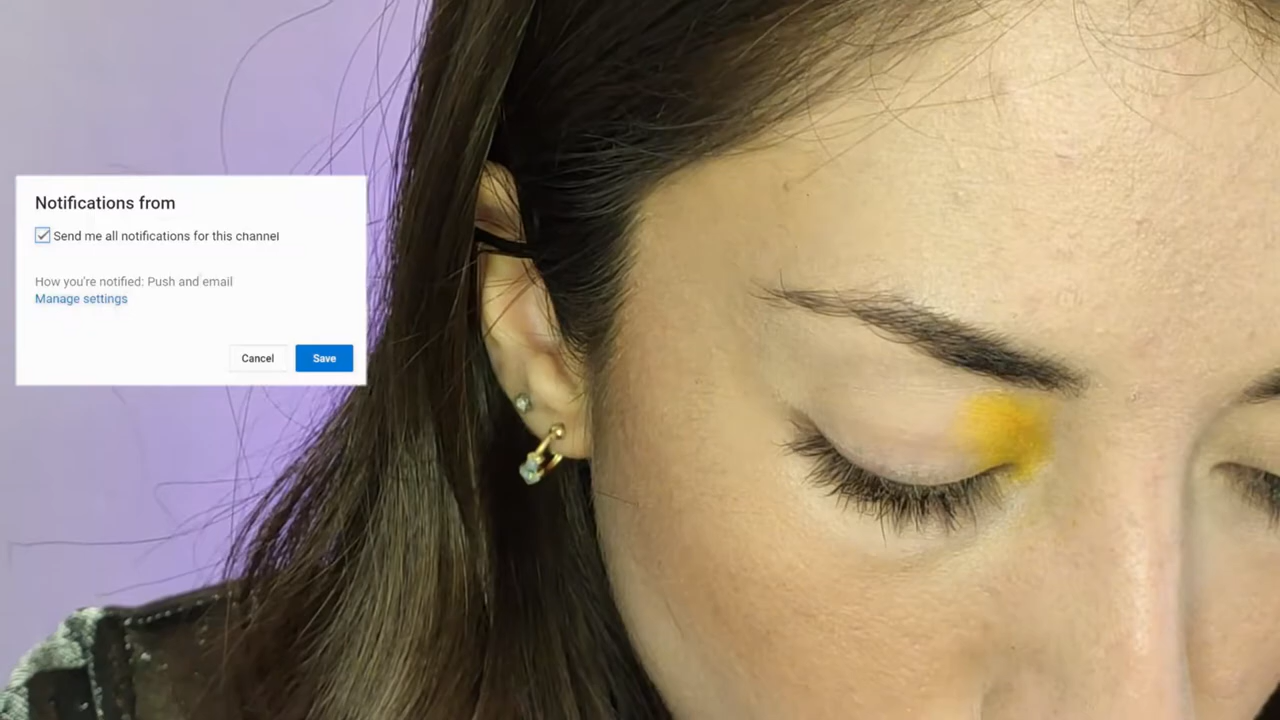 Notifications from
Send me all notifications for this channel
How you're notified: Push and email
Manage settings
Cancel
Save